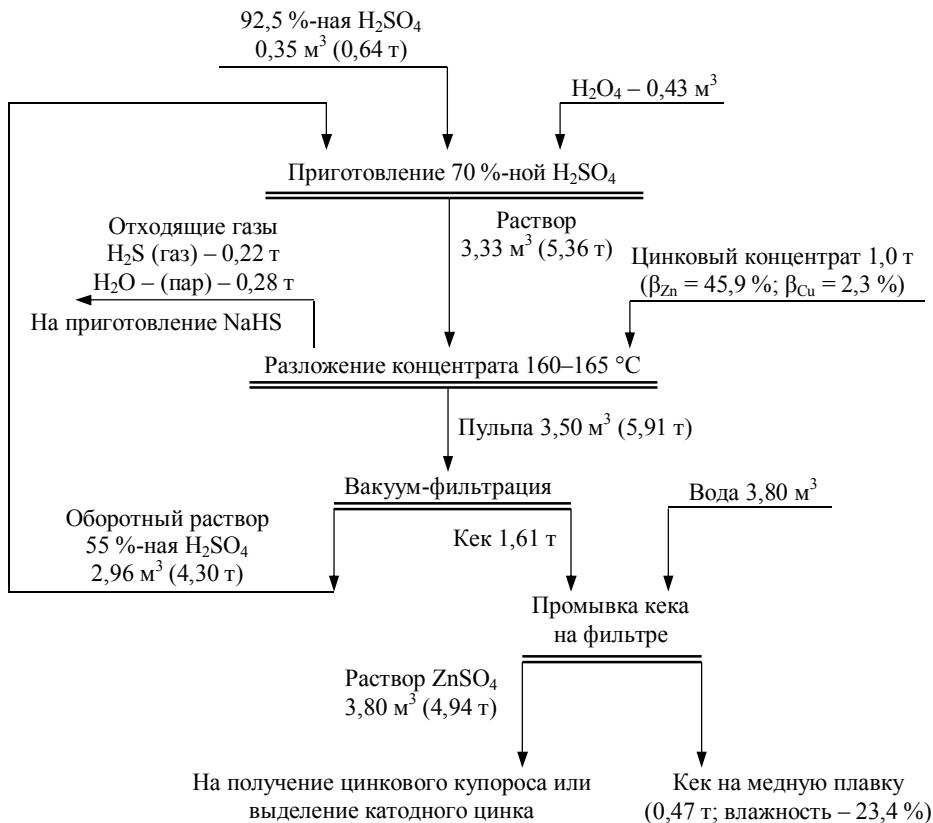 92,5 %-ная H₂SO₄
0,35 м³ (0,64 т)
H₂O₄ – 0,43 м³
Приготовление 70 %-ной H₂SO₄
Отходящие газы
H₂S (газ) – 0,22 т
H₂O – (пар) – 0,28 т
На приготовление NaHS
Раствор
3,33 м³ (5,36 т)
Цинковый концентрат 1,0 т
(β_Zn = 45,9 %; β_Cu = 2,3 %)
Разложение концентрата 160–165 °C
Пульпа 3,50 м³ (5,91 т)
Вакуум-фильтрация
Вода 3,80 м³
Оборотный раствор
55 %-ная H₂SO₄
2,96 м³ (4,30 т)
Кек 1,61 т
Промывка кека
на фильтре
Раствор ZnSO₄
3,80 м³ (4,94 т)
На получение цинкового купороса или
выделение катодного цинка
Кек на медную плавку
(0,47 т; влажность – 23,4 %)